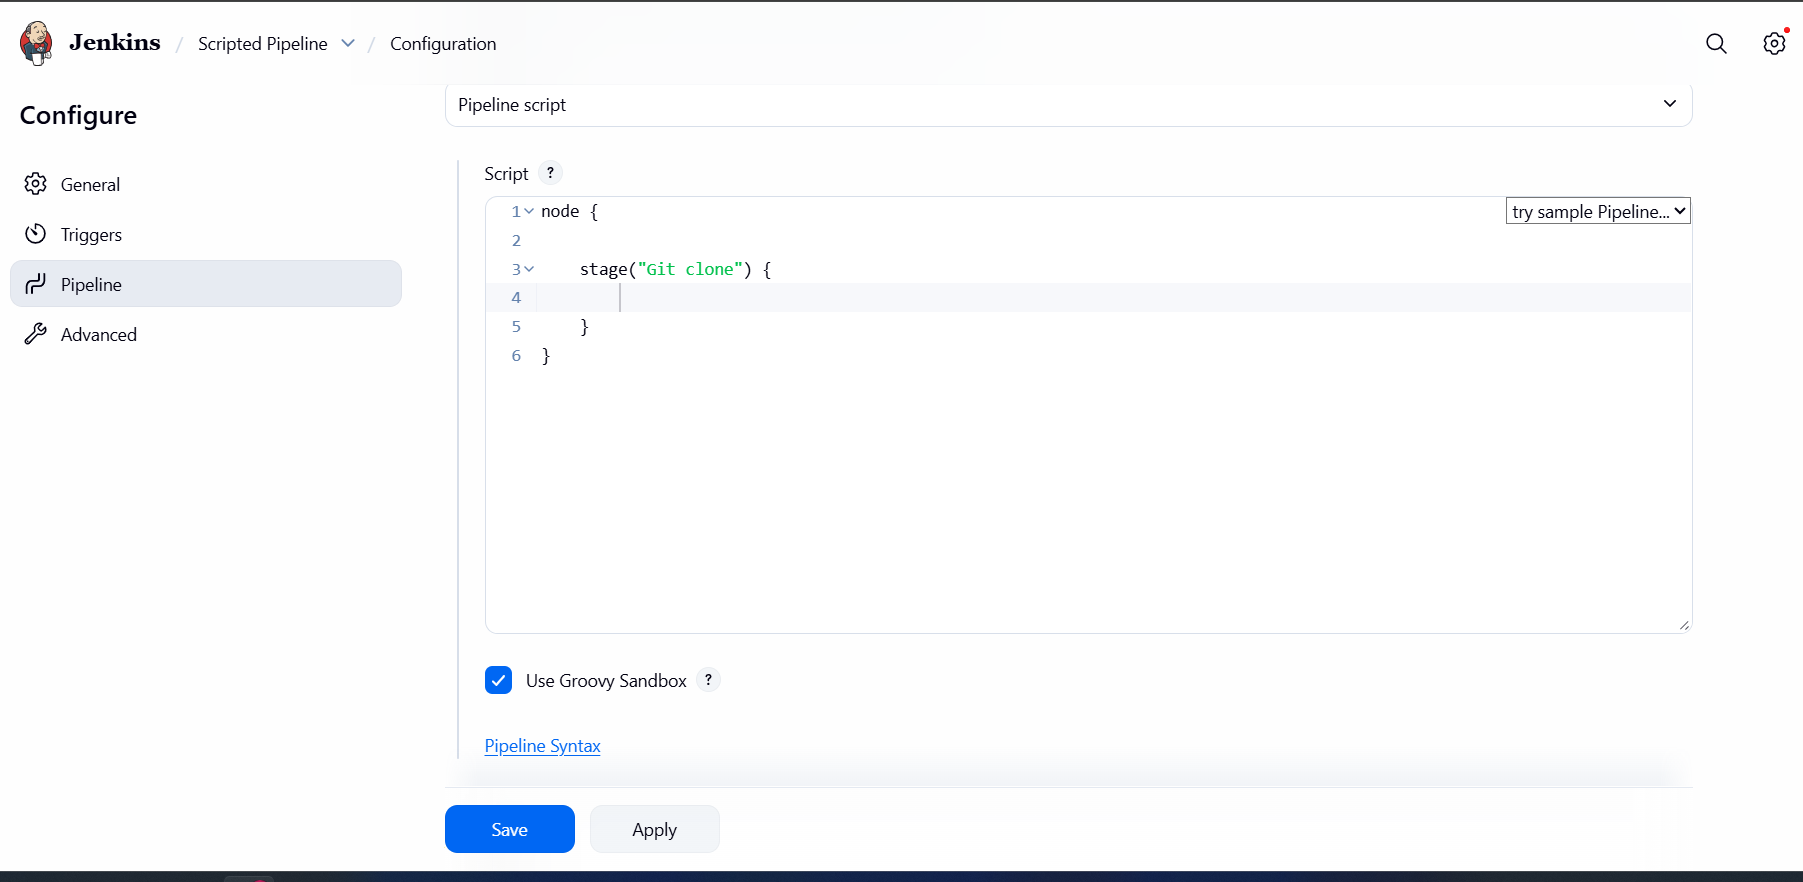 Jenkins / Scripted Pipeline / Configuration
Configure
General
Triggers
Pipeline
Advanced
Pipeline script
Script ?
try sample Pipeline...
1 node {
2
3 stage("Git clone") {
4
5 }
6 }
Use Groovy Sandbox ?
Pipeline Syntax
Save Apply